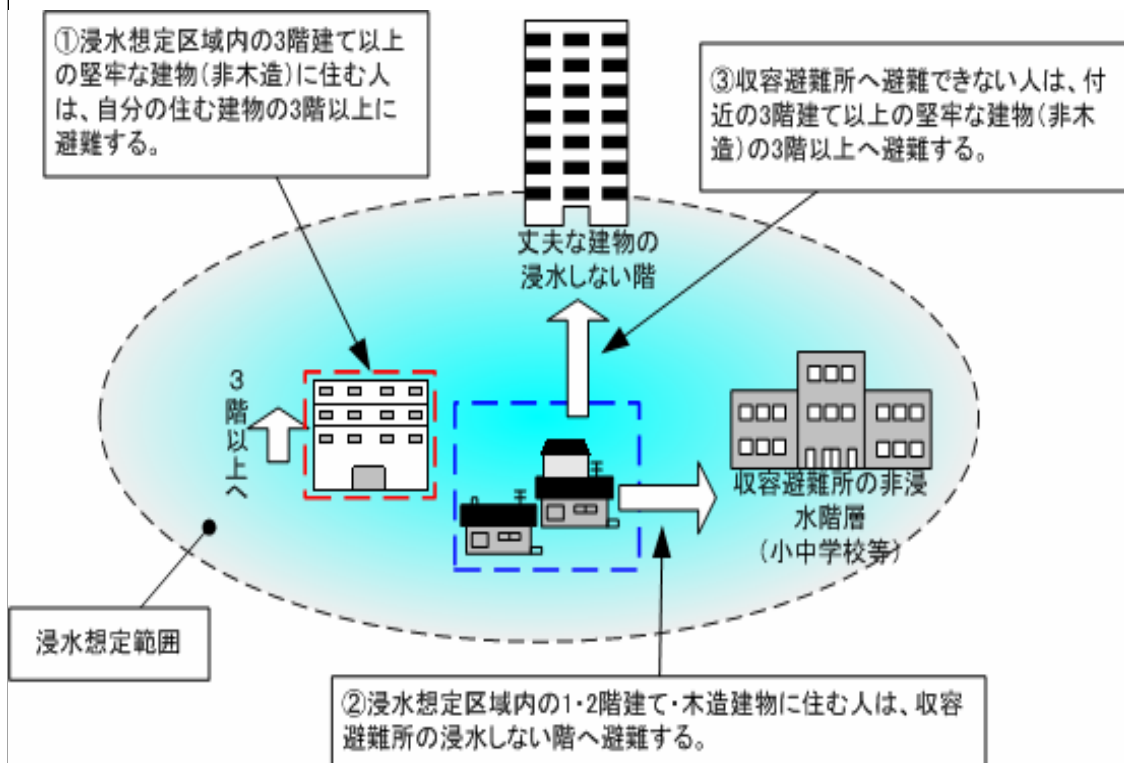 ①浸水想定区域内の3階建て以上
の堅牢な建物(非木造)に住む人
は、自分の住む建物の3階以上に
避難する。
③収容避難所へ避難できない人は、付
近の3階建て以上の堅牢な建物(非木
造)の3階以上へ避難する。
丈夫な建物の
浸水しない階
3階以上へ
収容避難所の非浸
水階層
(小中学校等)
浸水想定範囲
②浸水想定区域内の1・2階建て・木造建物に住む人は、収容
避難所の浸水しない階へ避難する。